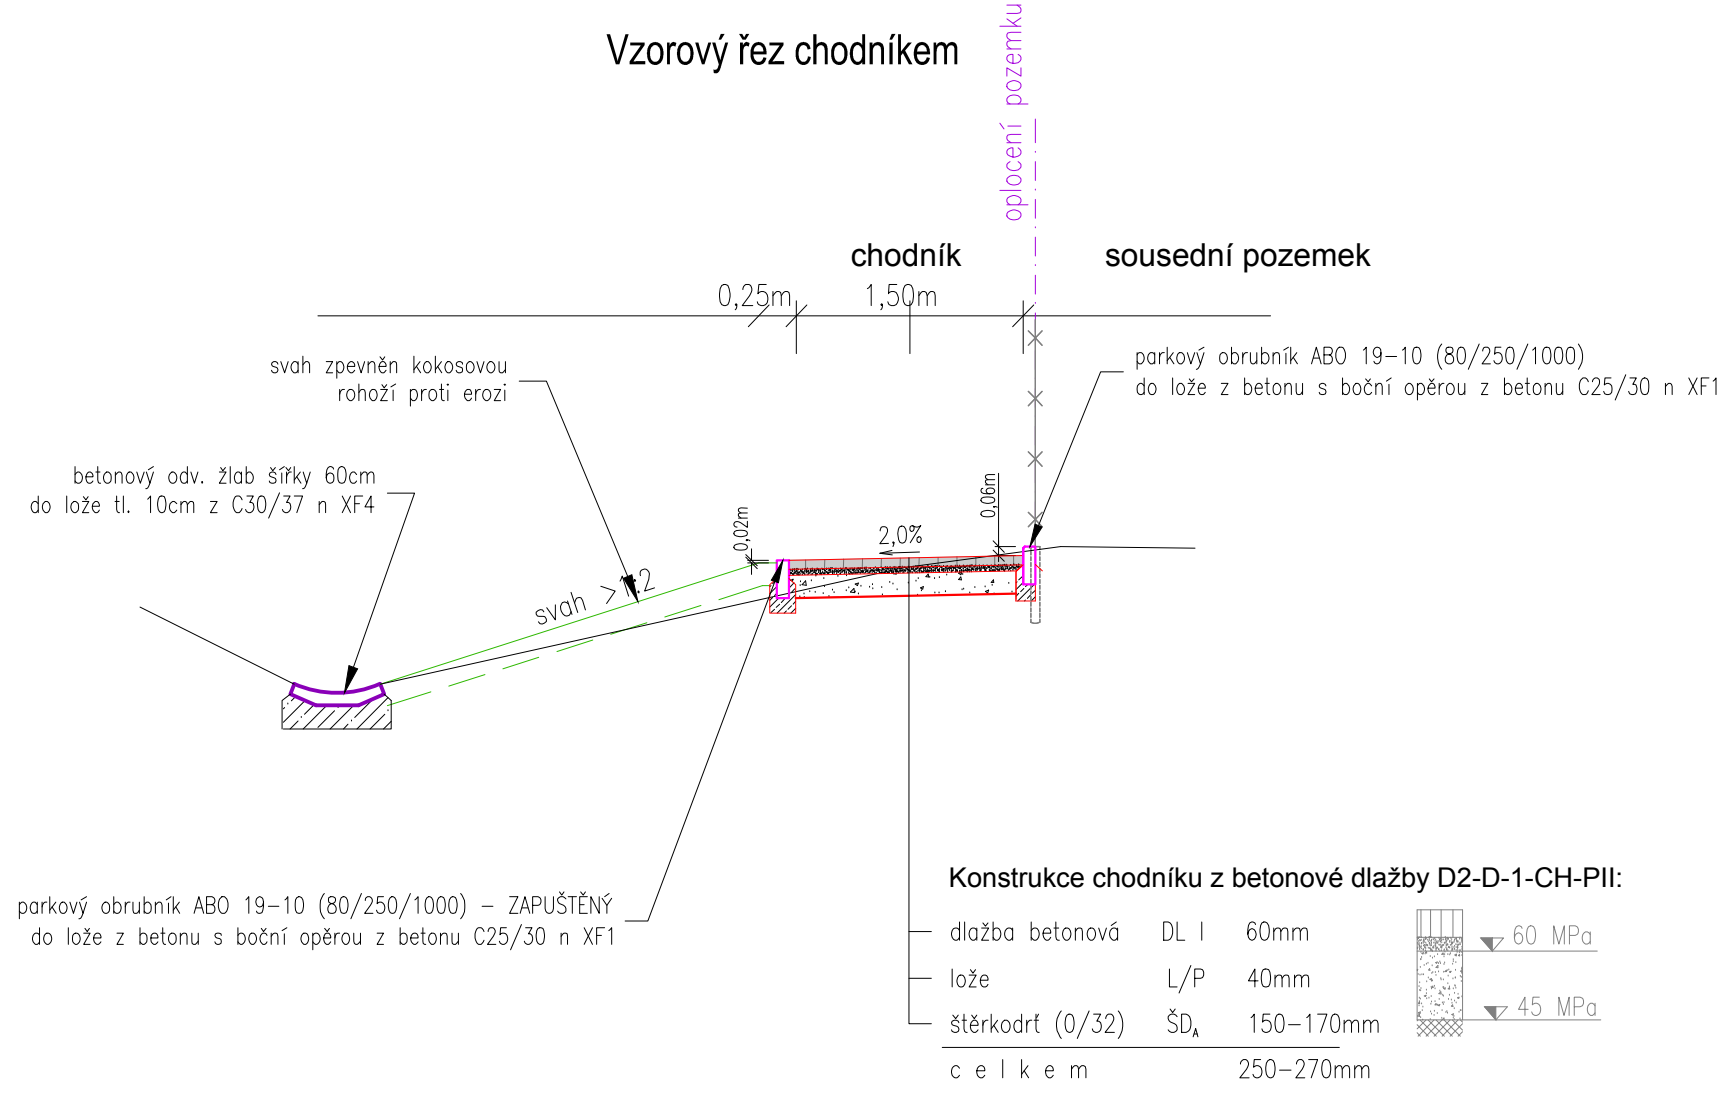 Vzorový řez chodníkem
oplocení pozemku
chodník
sousední pozemek
0,25m
1,50m
svah zpevněn kokosovou
rohoží proti erozi
parkový obrubník ABO 19-10 (80/250/1000)
do lože z betonu s boční opěrou z betonu C25/30 n XF1
betonový odv. žlab šířky 60cm
do lože tl. 10cm z C30/37 n XF4
0,02m
2,0%
0,06m
svah >1:2
parkový obrubník ABO 19-10 (80/250/1000) – ZAPUŠTĚNÝ
do lože z betonu s boční opěrou z betonu C25/30 n XF1
Konstrukce chodníku z betonové dlažby D2-D-1-CH-PII:
dlažba betonová DL I 60mm
lože L/P 40mm
štěrkodrť (0/32) ŠDA 150-170mm
celkem 250-270mm
60 MPa
45 MPa